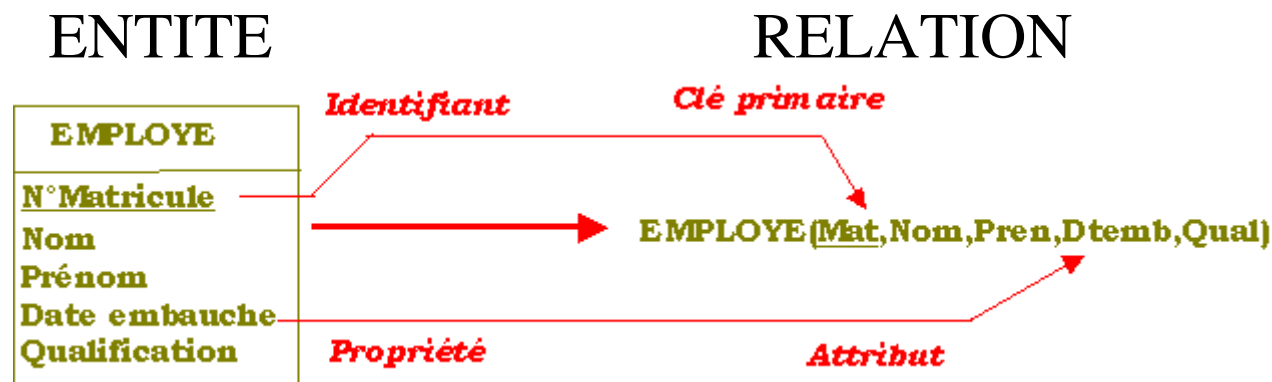 ENTITE RELATION
Identifiant Clé primaire
EMPLOYE
N°Matricule
EMPLOYE(Mat,Nom,Pren,Dtemb,Qual)
Nom
Prénom
Date embauche
Qualification
Propriété Attribut